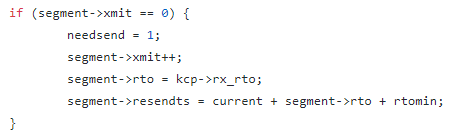 if (segment->xmit == 0) {
needsend = 1;
segment->xmit++;
segment->rto = kcp->rx_rto;
segment->resendts = current + segment->rto + rtomin;
}